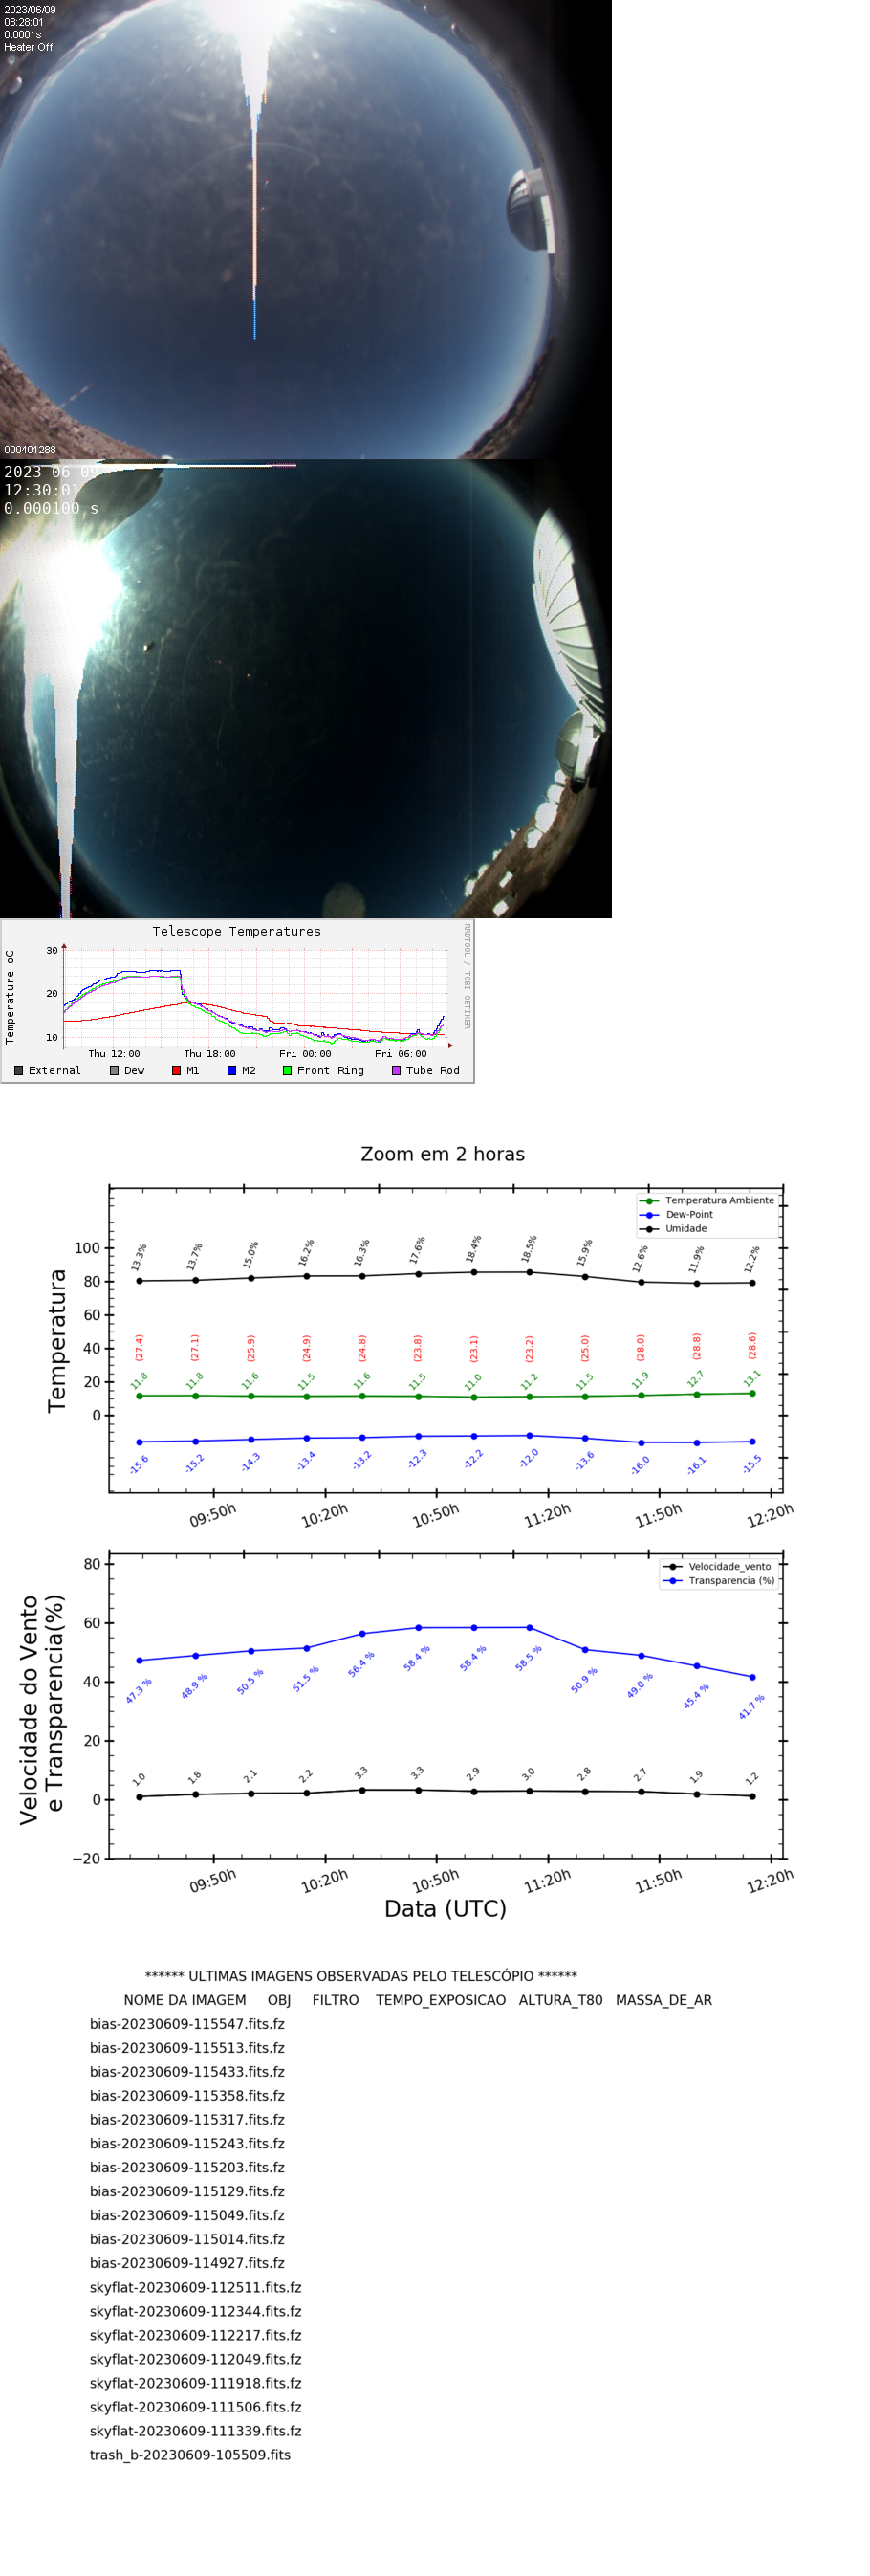 2023/06/09
08:28:01
0.0001s
Heater Off
000401288
2023-06-09
12:30:01
0.000100 s
Telescope Temperatures
RRDTOOL / TOBI OETIKER
Temperature oC
30
20
10
Thu 12:00 Thu 18:00 Fri 00:00 Fri 06:00
External Dew M1 M2 Front Ring Tube Rod
Zoom em 2 horas
Temperatura Ambiente
Dew-Point
Umidade
Temperatura
100
80
60
40
20
0
13.3% 13.7% 15.0% 16.2% 16.3% 17.6% 18.4% 18.5% 15.9% 12.6% 11.9% 12.2%
(27.4) (27.1) (25.9) (24.9) (24.8) (23.8) (23.1) (23.2) (25.0) (28.0) (28.8) (28.6)
11.8 11.8 11.6 11.5 11.6 11.5 11.0 11.2 11.5 11.9 12.7 13.1
-15.6 -15.2 -14.3 -13.4 -13.2 -12.3 -12.2 -12.0 -13.6 -16.0 -16.1 -15.5
09:50h 10:20h 10:50h 11:20h 11:50h 12:20h
Velocidade_vento
Transparencia (%)
Velocidade do Vento
e Transparencia(%)
80
60
40
20
0
−20
47.3 % 48.9 % 50.5 % 51.5 % 56.4 % 58.4 % 58.4 % 58.5 % 50.9 % 49.0 % 45.4 % 41.7 %
1.0 1.8 2.1 2.2 3.3 3.3 2.9 3.0 2.8 2.7 1.9 1.2
09:50h 10:20h 10:50h 11:20h 11:50h 12:20h
Data (UTC)
****** ULTIMAS IMAGENS OBSERVADAS PELO TELESCÓPIO ******
NOME DA IMAGEM OBJ FILTRO TEMPO_EXPOSICAO ALTURA_T80 MASSA_DE_AR
bias-20230609-115547.fits.fz
bias-20230609-115513.fits.fz
bias-20230609-115433.fits.fz
bias-20230609-115358.fits.fz
bias-20230609-115317.fits.fz
bias-20230609-115243.fits.fz
bias-20230609-115203.fits.fz
bias-20230609-115129.fits.fz
bias-20230609-115049.fits.fz
bias-20230609-115014.fits.fz
bias-20230609-114927.fits.fz
skyflat-20230609-112511.fits.fz
skyflat-20230609-112344.fits.fz
skyflat-20230609-112217.fits.fz
skyflat-20230609-112049.fits.fz
skyflat-20230609-111918.fits.fz
skyflat-20230609-111506.fits.fz
skyflat-20230609-111339.fits.fz
trash_b-20230609-105509.fits